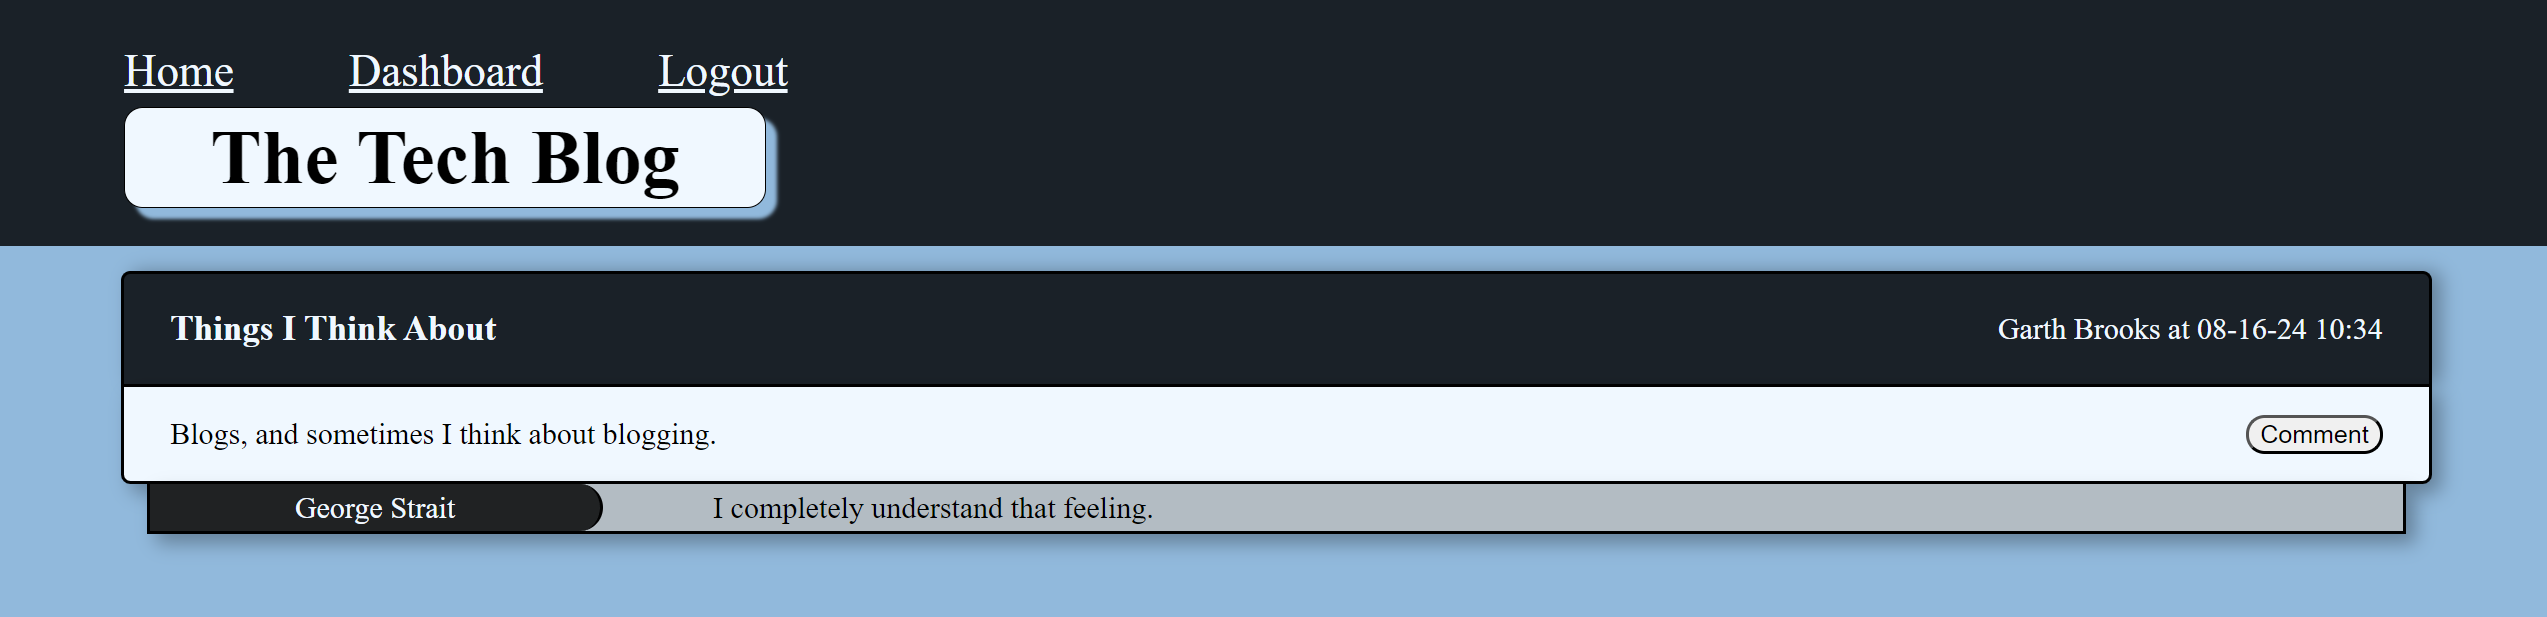 Home Dashboard Logout
The Tech Blog
Things I Think About Garth Brooks at 08-16-24 10:34
Blogs, and sometimes I think about blogging. Comment
George Strait I completely understand that feeling.